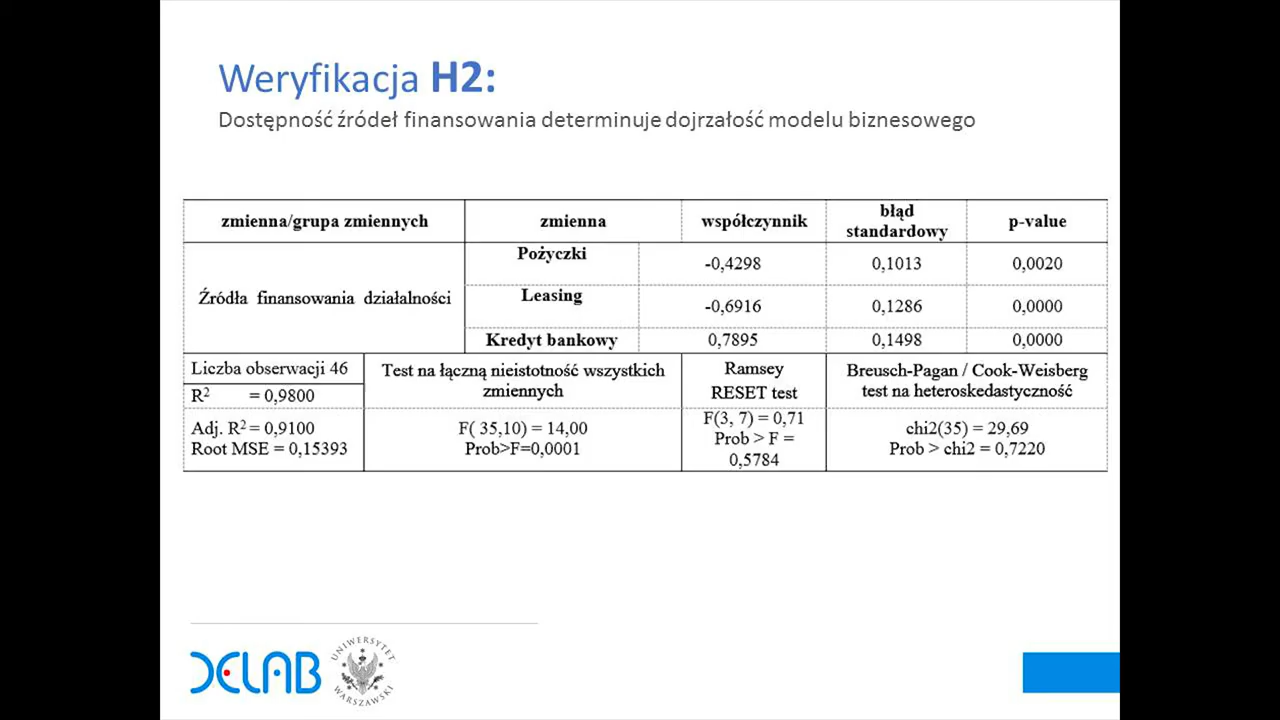 Weryfikacja H2:
Dostępność źródeł finansowania determinuje dojrzałość modelu biznesowego
zmienna/grupa zmiennych
zmienna
współczynnik
błąd
standardowy
p-value
Źródła finansowania działalności
Pożyczki
-0,4298
0,1013
0,0020
Leasing
-0,6916
0,1286
0,0000
Kredyt bankowy
0,7895
0,1498
0,0000
Liczba obserwacji 46
R2 = 0,9800
Test na łączną nieistotność wszystkich
zmiennych
Ramsey
RESET test
Breusch-Pagan / Cook-Weisberg
test na heteroskedastyczność
Adj. R2 = 0,9100
Root MSE = 0,15393
F( 35,10) = 14,00
Prob>F=0,0001
F(3, 7) = 0,71
Prob > F =
0,5784
chi2(35) = 29,69
Prob > chi2 = 0,7220
DELAB
UNIWERSYTET
WARSZAWSKI